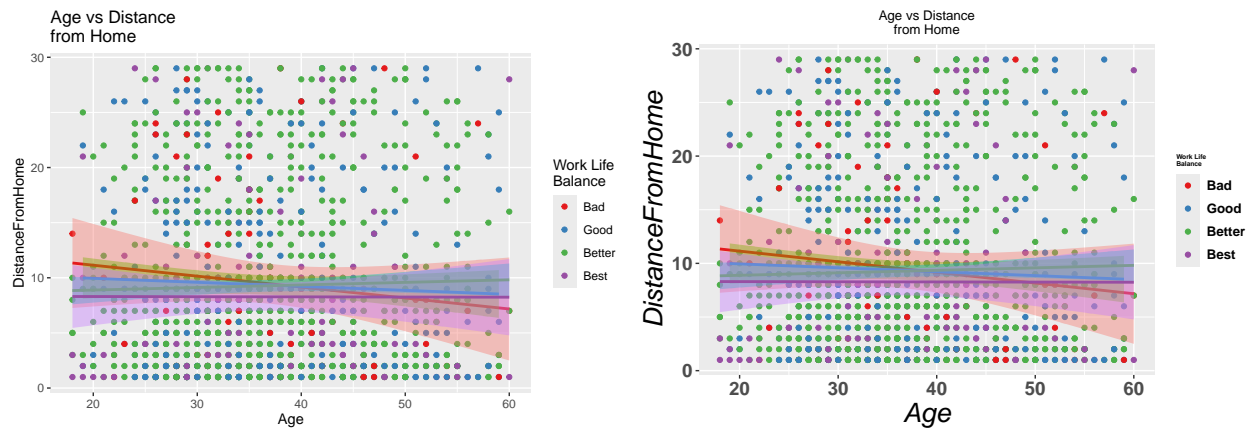 Age vs Distance
from Home
30
20
10
0
DistanceFromHome
20
30
40
50
60
Age
Work Life
Balance
Bad
Good
Better
Best
Age vs Distance
from Home
30
20
10
0
DistanceFromHome
20
30
40
50
60
Age
Work Life
Balance
Bad
Good
Better
Best